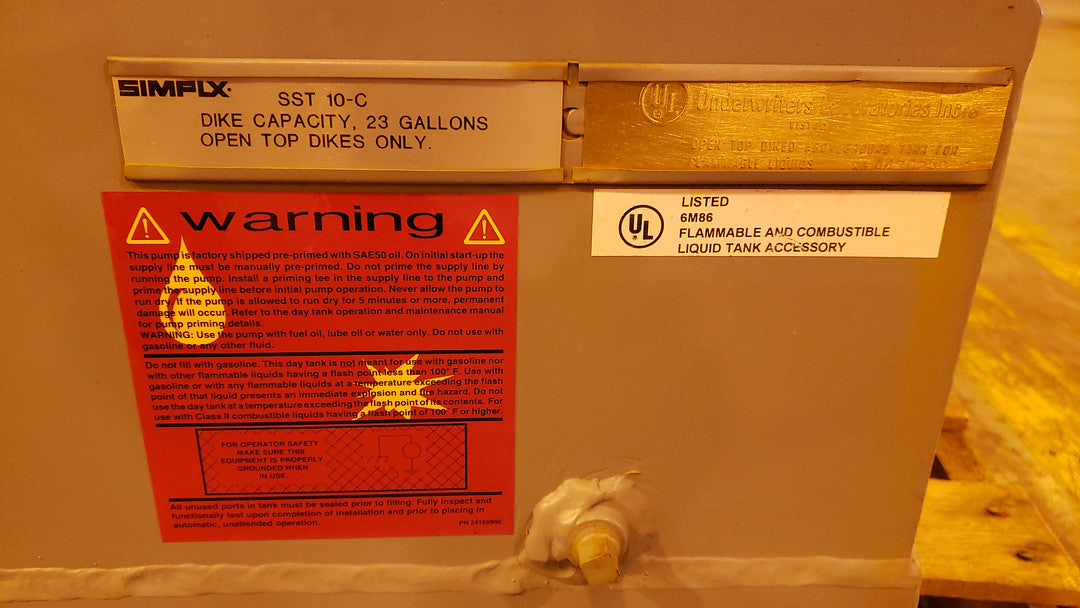 SIMPLX
SST 10-C
DIKE CAPACITY, 23 GALLONS
OPEN TOP DIKES ONLY.
UL Underwriters Laboratories Inc.®
LISTED
OPEN TOP DIKED ABOVEGROUND TANK FOR
FLAMMABLE LIQUIDS
UL
LISTED
6M86
FLAMMABLE AND COMBUSTIBLE
LIQUID TANK ACCESSORY
warning
This pump is factory shipped pre-primed with SAE50 oil. On initial start-up the
supply line must be manually pre-primed. Do not prime the supply line by
running the pump. Install a priming tee in the supply line to the pump and
prime the supply line before initial pump operation. Never allow the pump to
run dry. If the pump is allowed to run dry for 5 minutes or more, permanent
damage will occur. Refer to the day tank operation and maintenance manual
for pump priming details.
WARNING: Use the pump with fuel oil, lube oil or water only. Do not use with
gasoline or any other fluid.
Do not fill with gasoline. This day tank is not meant for use with gasoline nor
with other flammable liquids having a flash point less than 100° F. Use with
gasoline or with any flammable liquids at a temperature exceeding the flash
point of that liquid presents an immediate explosion and fire hazard. Do not
use the day tank at a temperature exceeding the flash point of its contents. For
use with Class II combustible liquids having a flash point of 100° F or higher.
FOR OPERATOR SAFETY
MAKE SURE THIS
EQUIPMENT IS PROPERLY
GROUNDED WHEN
IN USE.
All unused ports in tank must be sealed prior to filling. Fully inspect and
functionally test upon completion of installation and prior to placing in
automatic, unattended operation.
PN 24185900